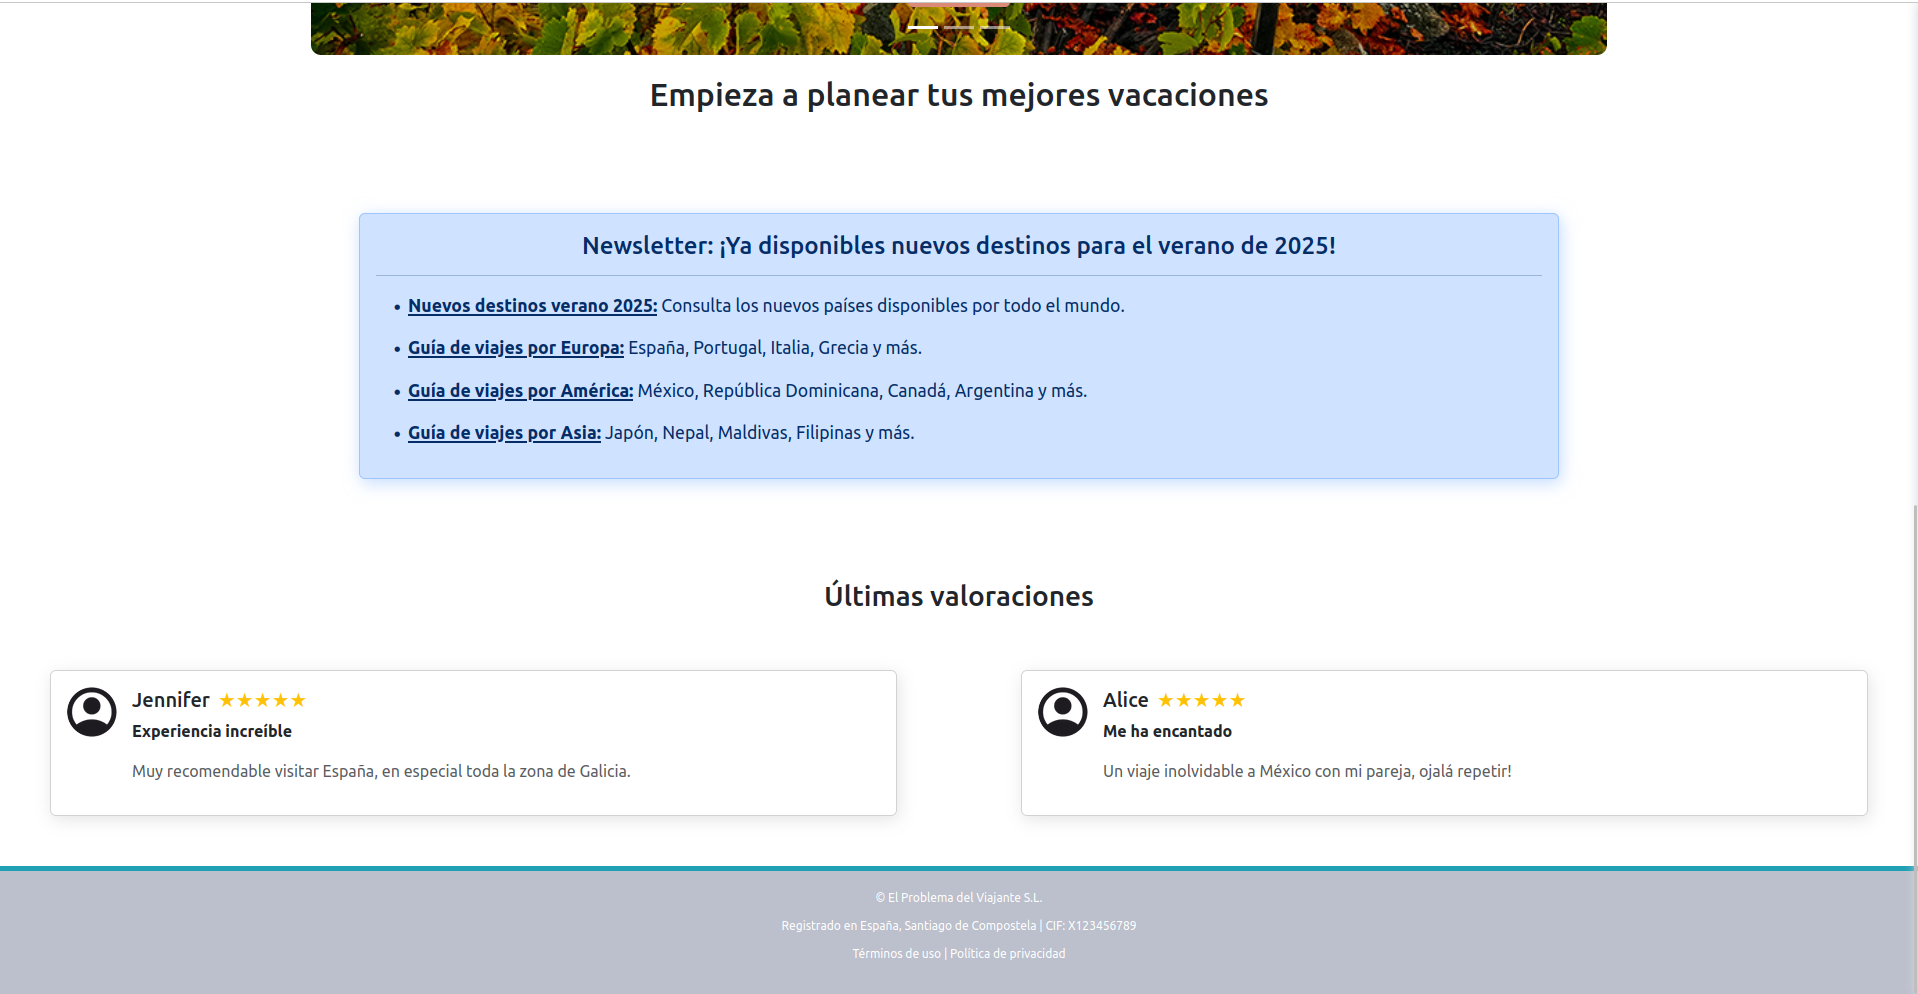 Empieza a planear tus mejores vacaciones
Newsletter: ¡Ya disponibles nuevos destinos para el verano de 2025!
• Nuevos destinos verano 2025: Consulta los nuevos países disponibles por todo el mundo.
• Guía de viajes por Europa: España, Portugal, Italia, Grecia y más.
• Guía de viajes por América: México, República Dominicana, Canadá, Argentina y más.
• Guía de viajes por Asia: Japón, Nepal, Maldivas, Filipinas y más.
Últimas valoraciones
Jennifer ★★★★★
Experiencia increíble
Muy recomendable visitar España, en especial toda la zona de Galicia.
Alice ★★★★★
Me ha encantado
Un viaje inolvidable a México con mi pareja, ojalá repetir!
© El Problema del Viajante S.L.
Registrado en España, Santiago de Compostela | CIF: X123456789
Términos de uso | Política de privacidad